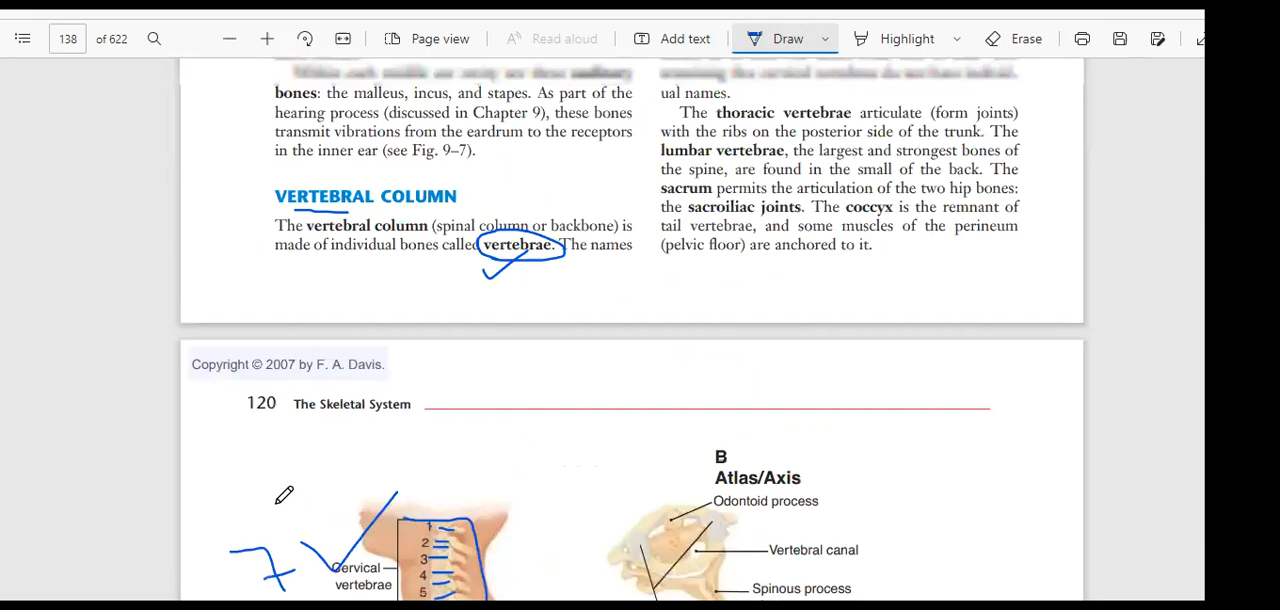 138 of 622 Page view Read aloud Add text Draw Highlight Erase
bones: the malleus, incus, and stapes. As part of the
hearing process (discussed in Chapter 9), these bones
transmit vibrations from the eardrum to the receptors
in the inner ear (see Fig. 9–7).
VERTEBRAL COLUMN
The vertebral column (spinal column or backbone) is
made of individual bones called vertebrae. The names
ual names.
The thoracic vertebrae articulate (form joints)
with the ribs on the posterior side of the trunk. The
lumbar vertebrae, the largest and strongest bones of
the spine, are found in the small of the back. The
sacrum permits the articulation of the two hip bones:
the sacroiliac joints. The coccyx is the remnant of
tail vertebrae, and some muscles of the perineum
(pelvic floor) are anchored to it.
Copyright © 2007 by F. A. Davis.
120 The Skeletal System
7
Cervical
vertebrae
1
2
3
4
5
B
Atlas/Axis
Odontoid process
Vertebral canal
Spinous process